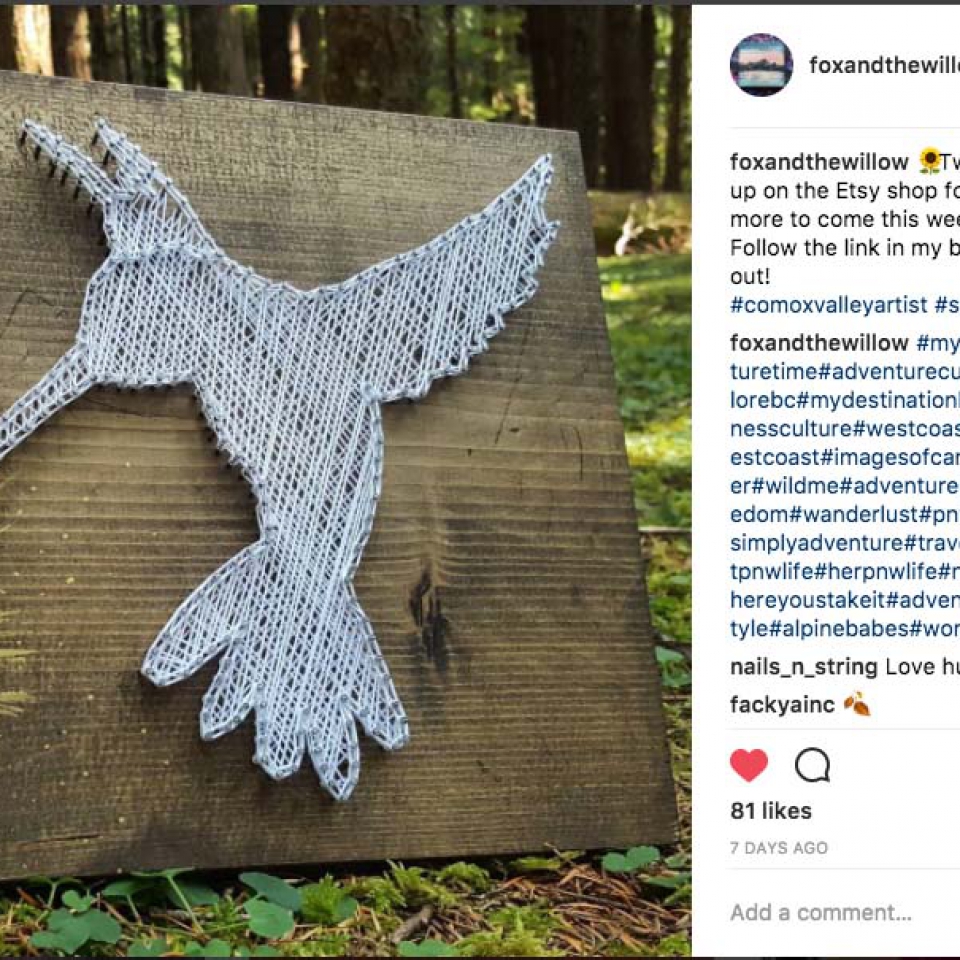 foxandthewillo
foxandthewillow 🌻Tw
up on the Etsy shop fo
more to come this wee
Follow the link in my b
out!
#comoxvalleyartist #s
foxandthewillow #my
turetime#adventurecu
lorebc#mydestination
nessculture#westcoas
estcoast#imagesofcar
er#wildme#adventure
edom#wanderlust#pn
simplyadventure#trav
tpnwlife#herpnwlife#n
hereyoustakeit#adven
tyle#alpinebabes#wor
nails_n_string Love hu
fackyainc 🍂
81 likes
7 DAYS AGO
Add a comment...